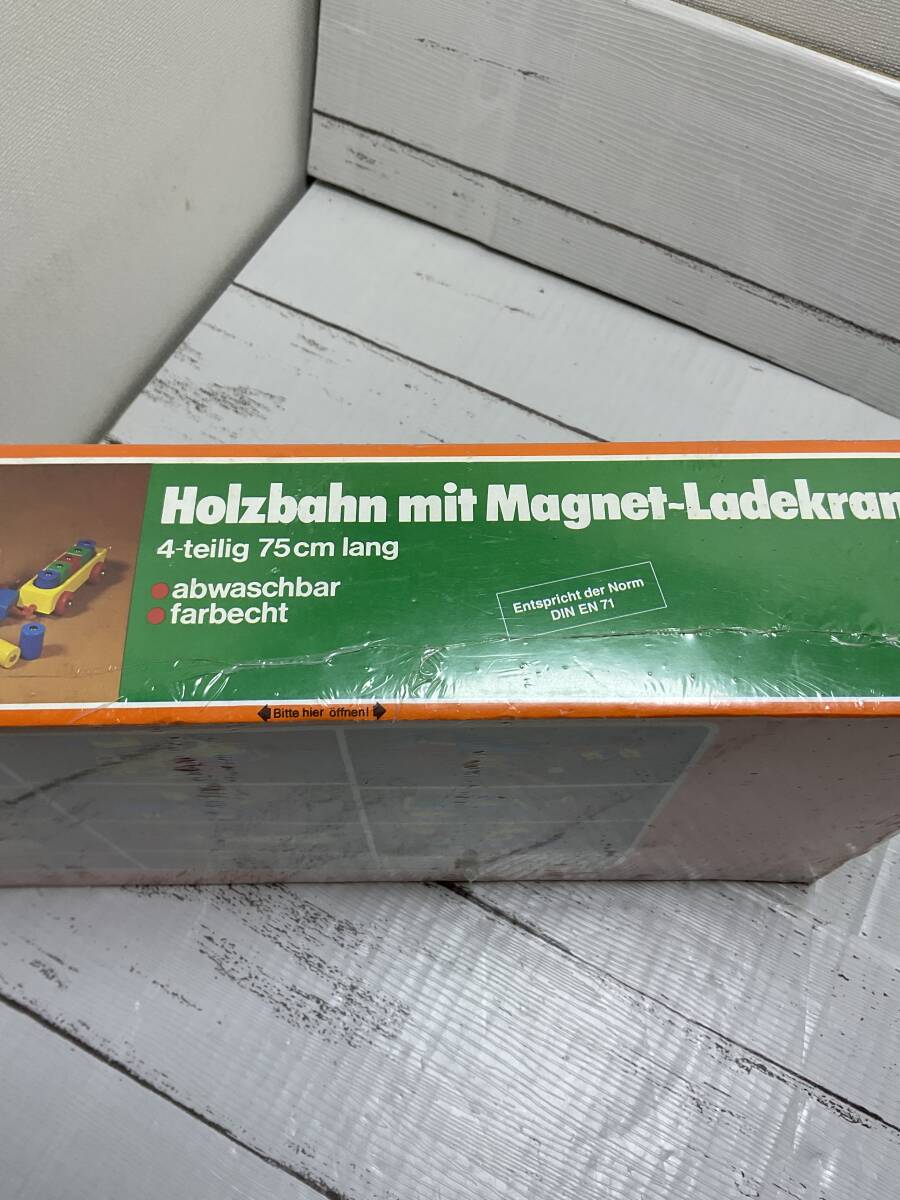 Holzbahn mit Magnet-Ladekran
4-teilig 75cm lang
abwaschbar
farbecht
Entspricht der Norm
DIN EN 71
Bitte hier öffnen!